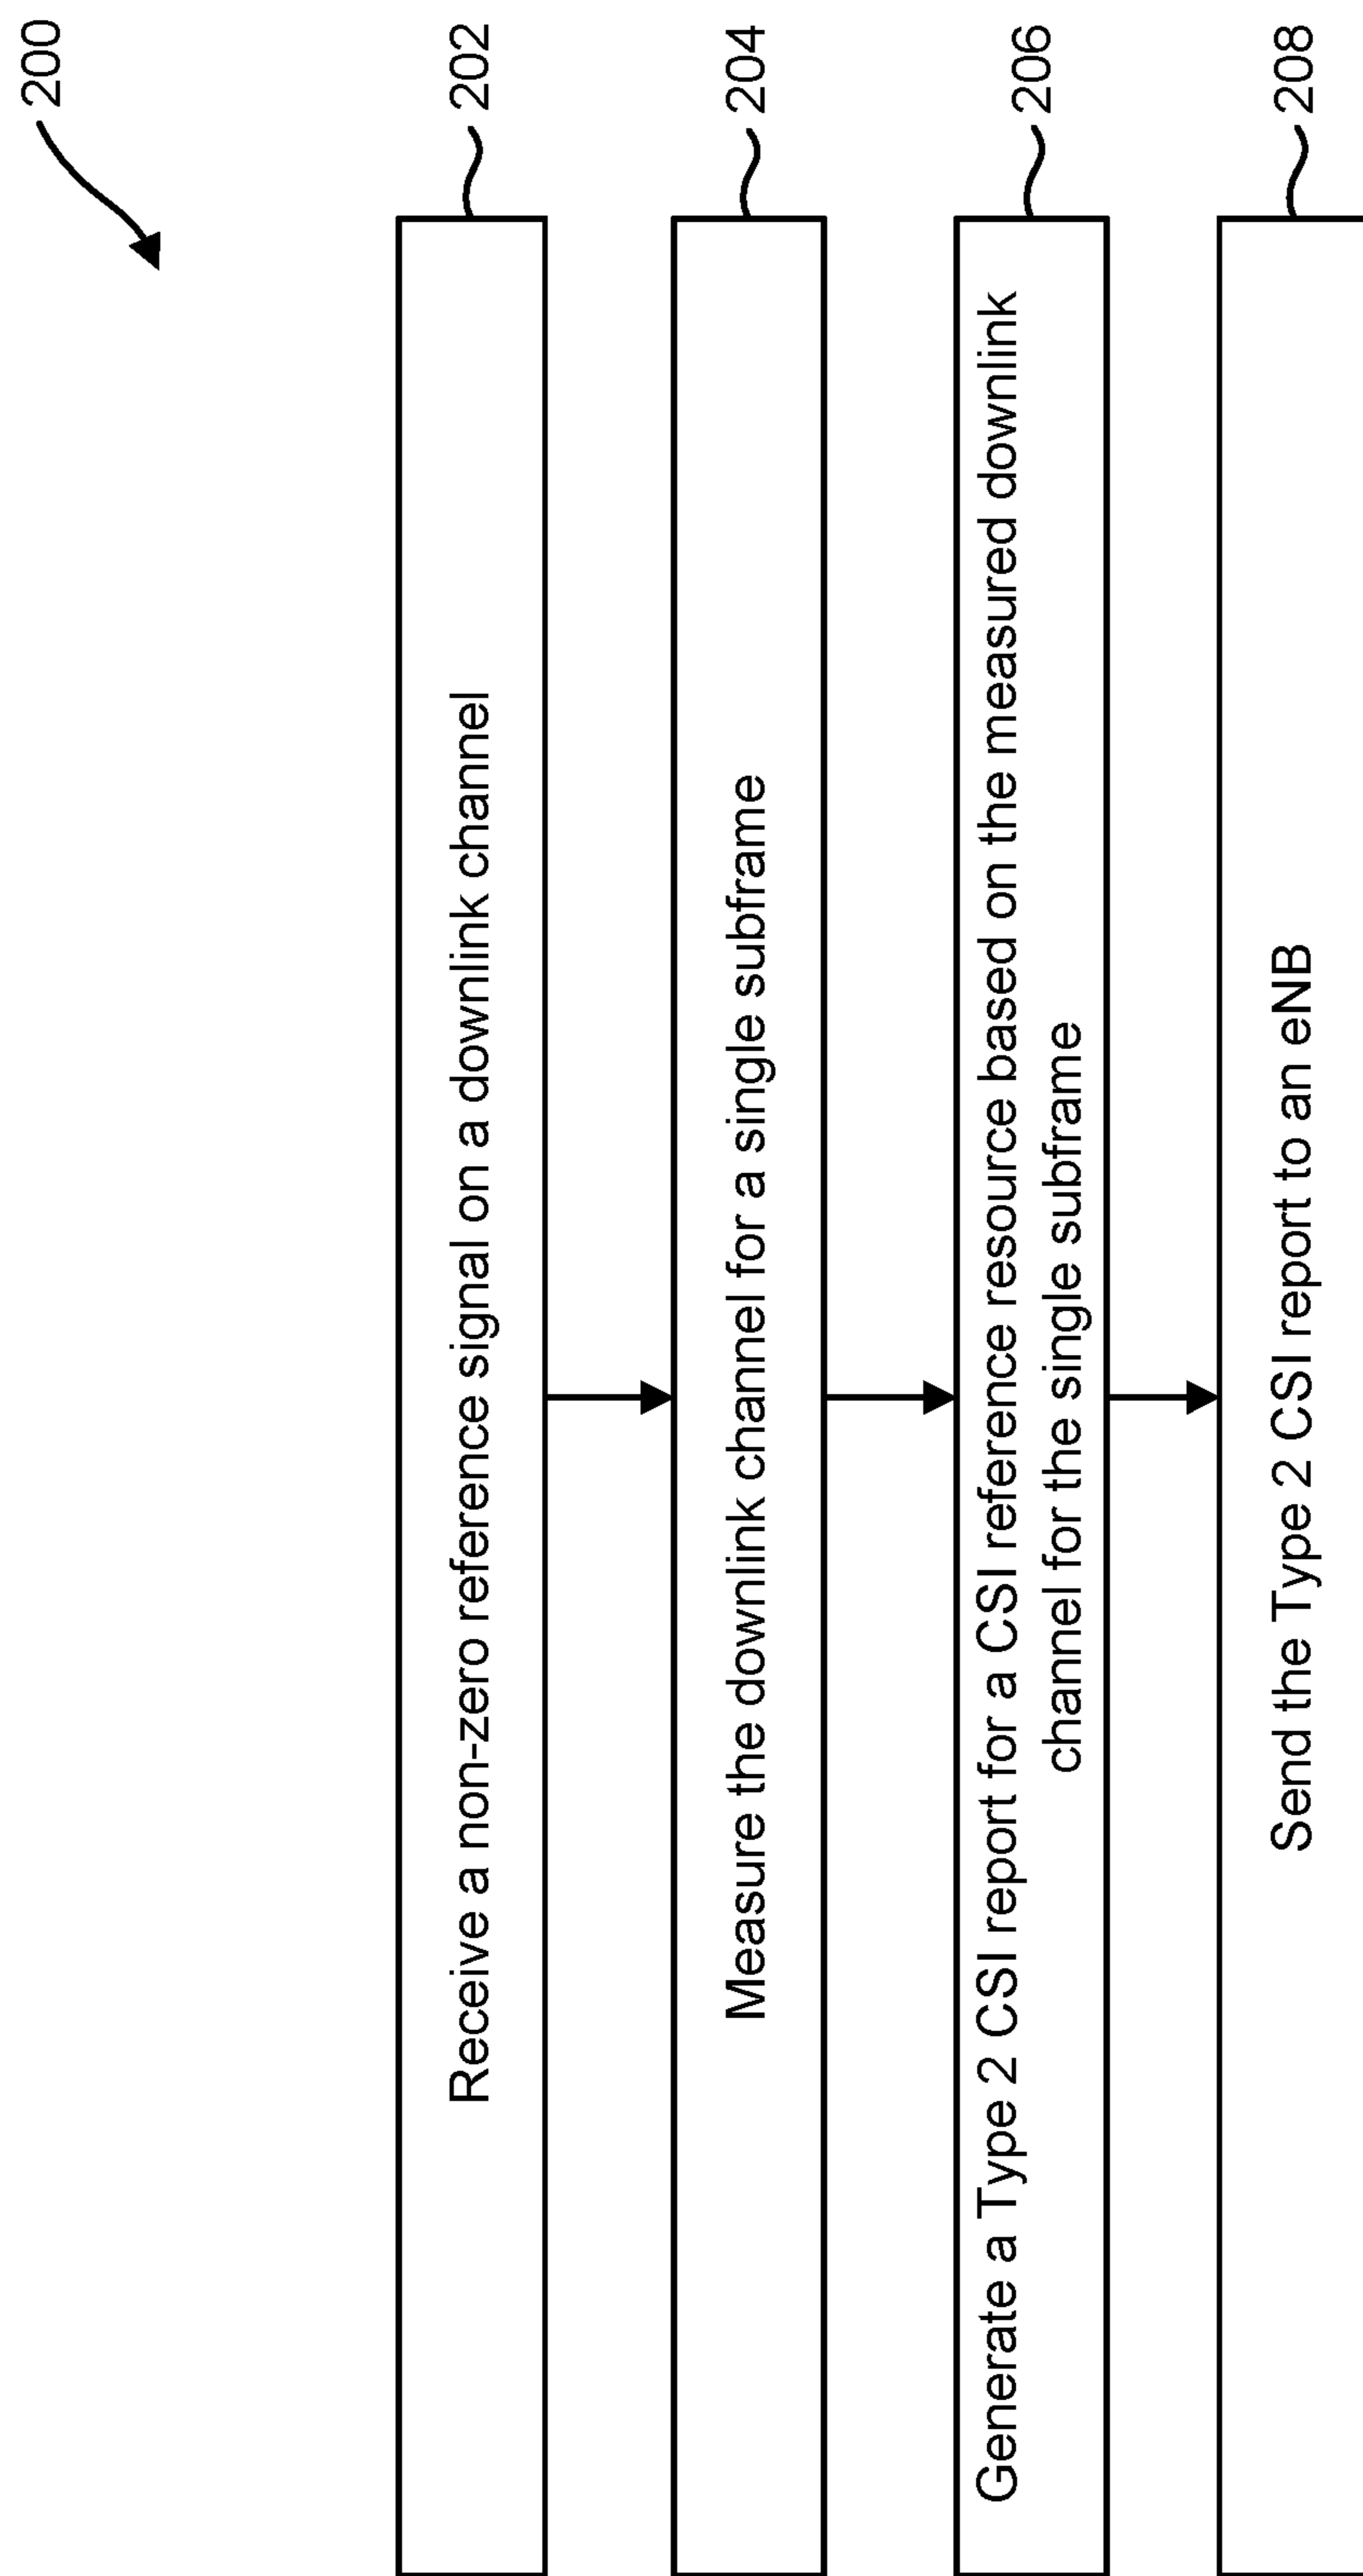 200
Receive a non-zero reference signal on a downlink channel
202
Measure the downlink channel for a single subframe
204
Generate a Type 2 CSI report for a CSI reference resource based on the measured downlink
channel for the single subframe
206
Send the Type 2 CSI report to an eNB
208